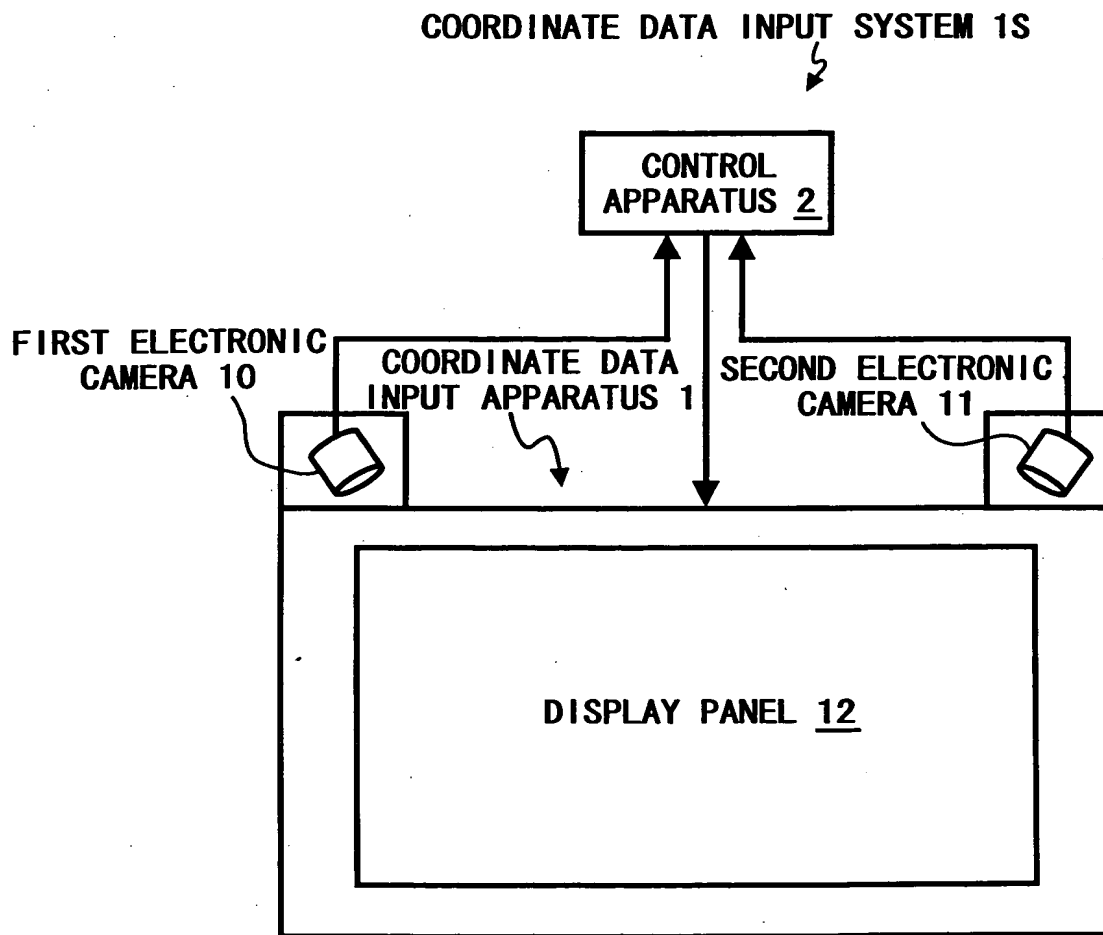 COORDINATE DATA INPUT SYSTEM 1S
CONTROL
APPARATUS 2
FIRST ELECTRONIC
CAMERA 10
COORDINATE DATA
INPUT APPARATUS 1
SECOND ELECTRONIC
CAMERA 11
DISPLAY PANEL 12